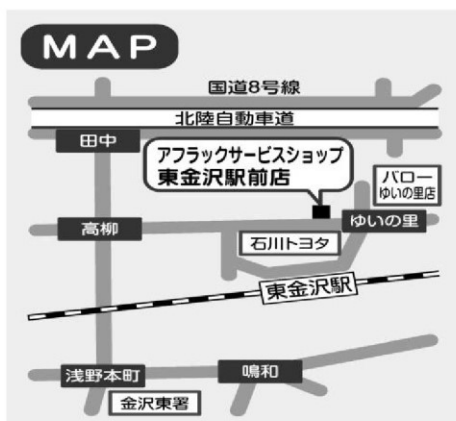 MAP
国道8号線
北陸自動車道
田中
アフラックサービスショップ
東金沢駅前店
バロー
ゆいの里店
高柳
ゆいの里
石川トヨタ
東金沢駅
浅野本町
鳴和
金沢東署